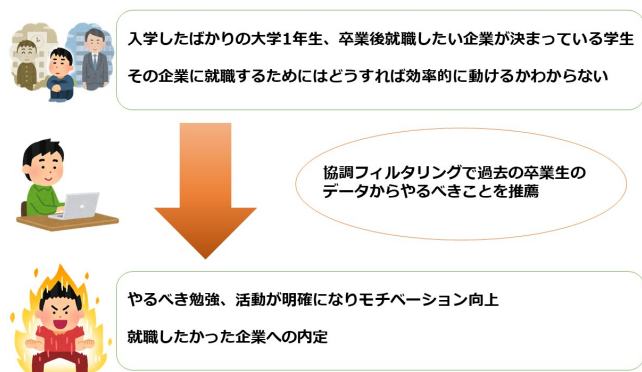 入学したばかりの大学1年生、卒業後就職したい企業が決まっている学生
その企業に就職するためにはどうすれば効率的に動けるかわからない
協調フィルタリングで過去の卒業生の
データからやるべきことを推薦
やるべき勉強、活動が明確になりモチベーション向上
就職したかった企業への内定